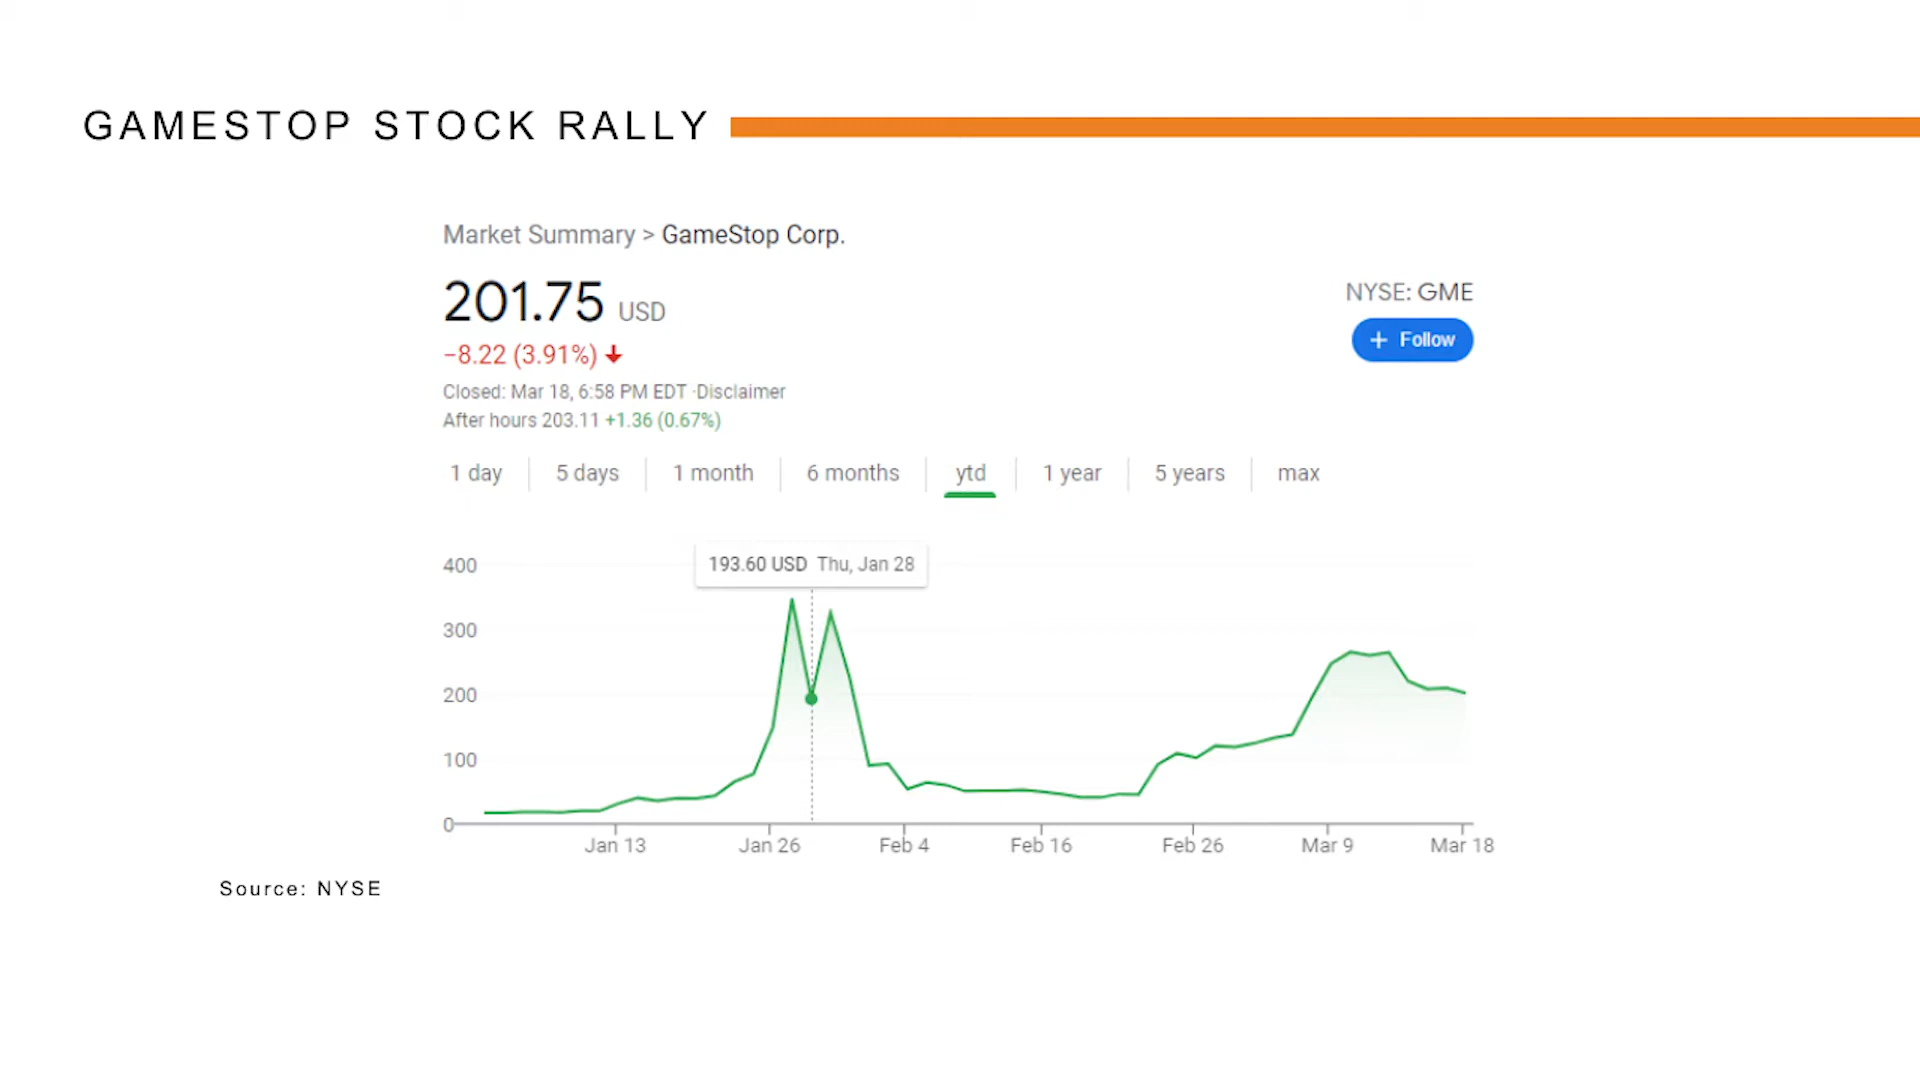 GAMESTOP STOCK RALLY
Market Summary > GameStop Corp.
201.75 USD
NYSE: GME
−8.22 (3.91%)
+ Follow
Closed: Mar 18, 6:58 PM EDT ·Disclaimer
After hours 203.11 +1.36 (0.67%)
1 day 5 days 1 month 6 months ytd 1 year 5 years max
193.60 USD Thu, Jan 28
400
300
200
100
0
Jan 13 Jan 26 Feb 4 Feb 16 Feb 26 Mar 9 Mar 18
Source: NYSE